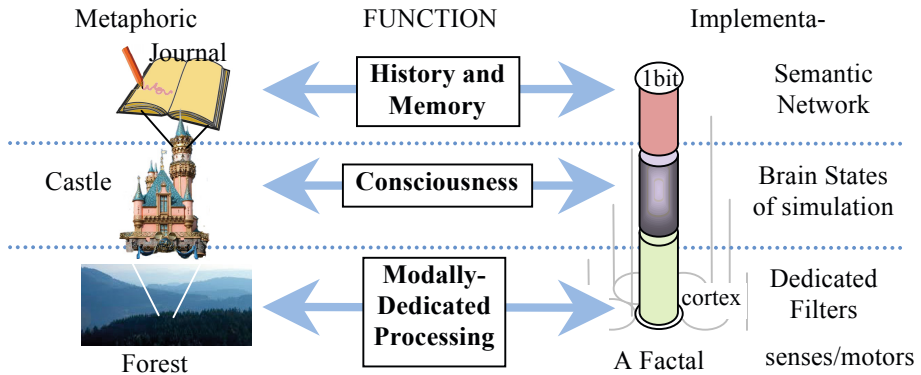 Metaphoric
FUNCTION
Implementa-
Journal
History and
Memory
1bit
Semantic
Network
Castle
Consciousness
Brain States
of simulation
Modally-
Dedicated
Processing
cortex
Dedicated
Filters
Forest
A Factal
senses/motors